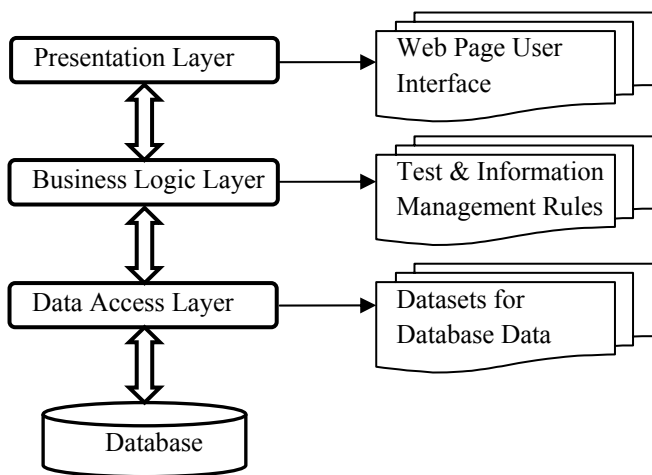 Presentation Layer
Web Page User
Interface
Business Logic Layer
Test & Information
Management Rules
Data Access Layer
Datasets for
Database Data
Database